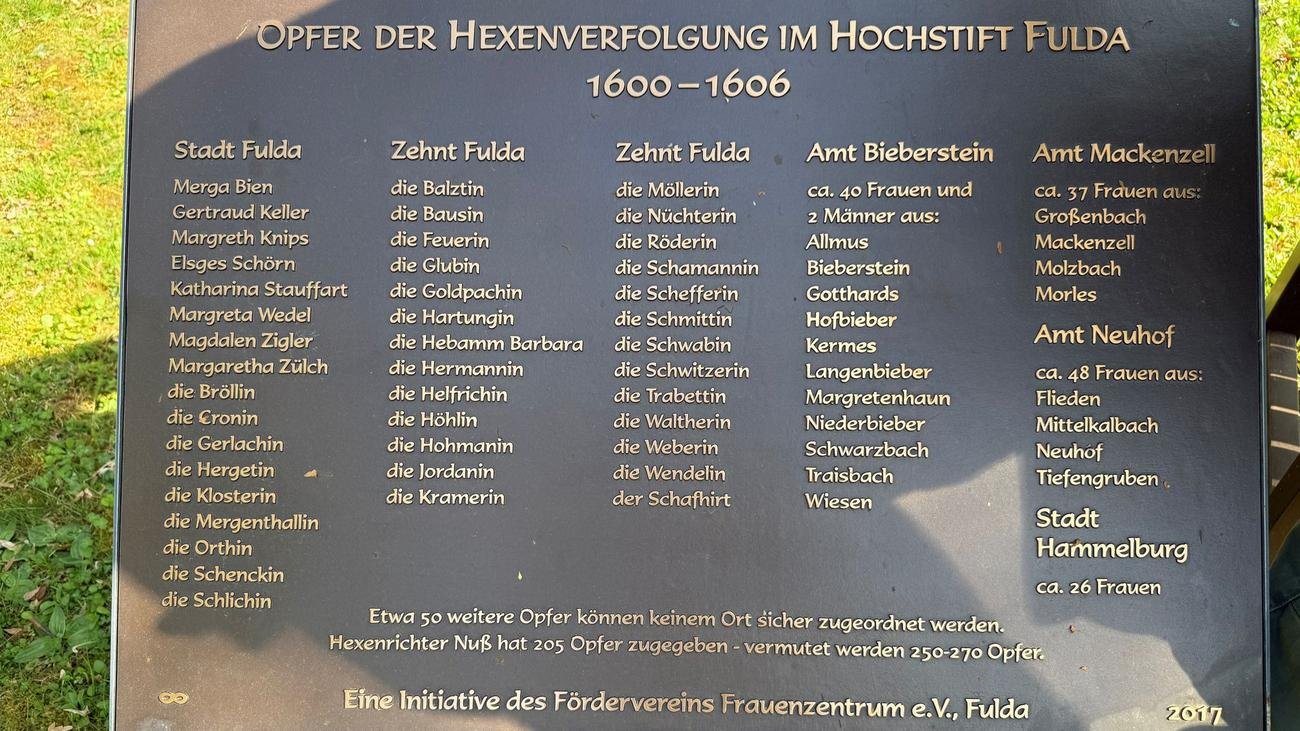 OPFER DER HEXENVERFOLGUNG IM HOCHSTIFT FULDA
1600 – 1606
Stadt Fulda
Merga Bien
Gertraud Keller
Margreth Knips
Elsges Schörn
Katharina Stauffart
Margreta Wedel
Magdalen Zigler
Margaretha Zülch
die Bröllin
die Cronin
die Gerlachin
die Hergetin
die Klosterin
die Mergenthallin
die Orthin
die Schenckin
die Schlichin
Zehnt Fulda
die Balztin
die Bausin
die Feuerin
die Glubin
die Goldpachin
die Hartungin
die Hebamm Barbara
die Hermannin
die Helfrichin
die Höhlin
die Hohmanin
die Jordanin
die Kramerin
Zehnt Fulda
die Möllerin
die Nüchterin
die Röderin
die Schamannin
die Schefferin
die Schmittin
die Schwabin
die Schwitzerin
die Trabettin
die Waltherin
die Weberin
die Wendelin
der Schafhirt
Amt Bieberstein
ca. 40 Frauen und
2 Männer aus:
Allmus
Bieberstein
Gotthards
Hofbieber
Kermes
Langenbieber
Margretenhaun
Niederbieber
Schwarzbach
Traisbach
Wiesen
Amt Mackenzell
ca. 37 Frauen aus:
Großenbach
Mackenzell
Molzbach
Morles
Amt Neuhof
ca. 48 Frauen aus:
Flieden
Mittelkalbach
Neuhof
Tiefengruben
Stadt
Hammelburg
ca. 26 Frauen
Etwa 50 weitere Opfer können keinem Ort sicher zugeordnet werden.
Hexenrichter Nuß hat 205 Opfer zugegeben - vermutet werden 250-270 Opfer.
Eine Initiative des Fördervereins Frauenzentrum e.V., Fulda
2017